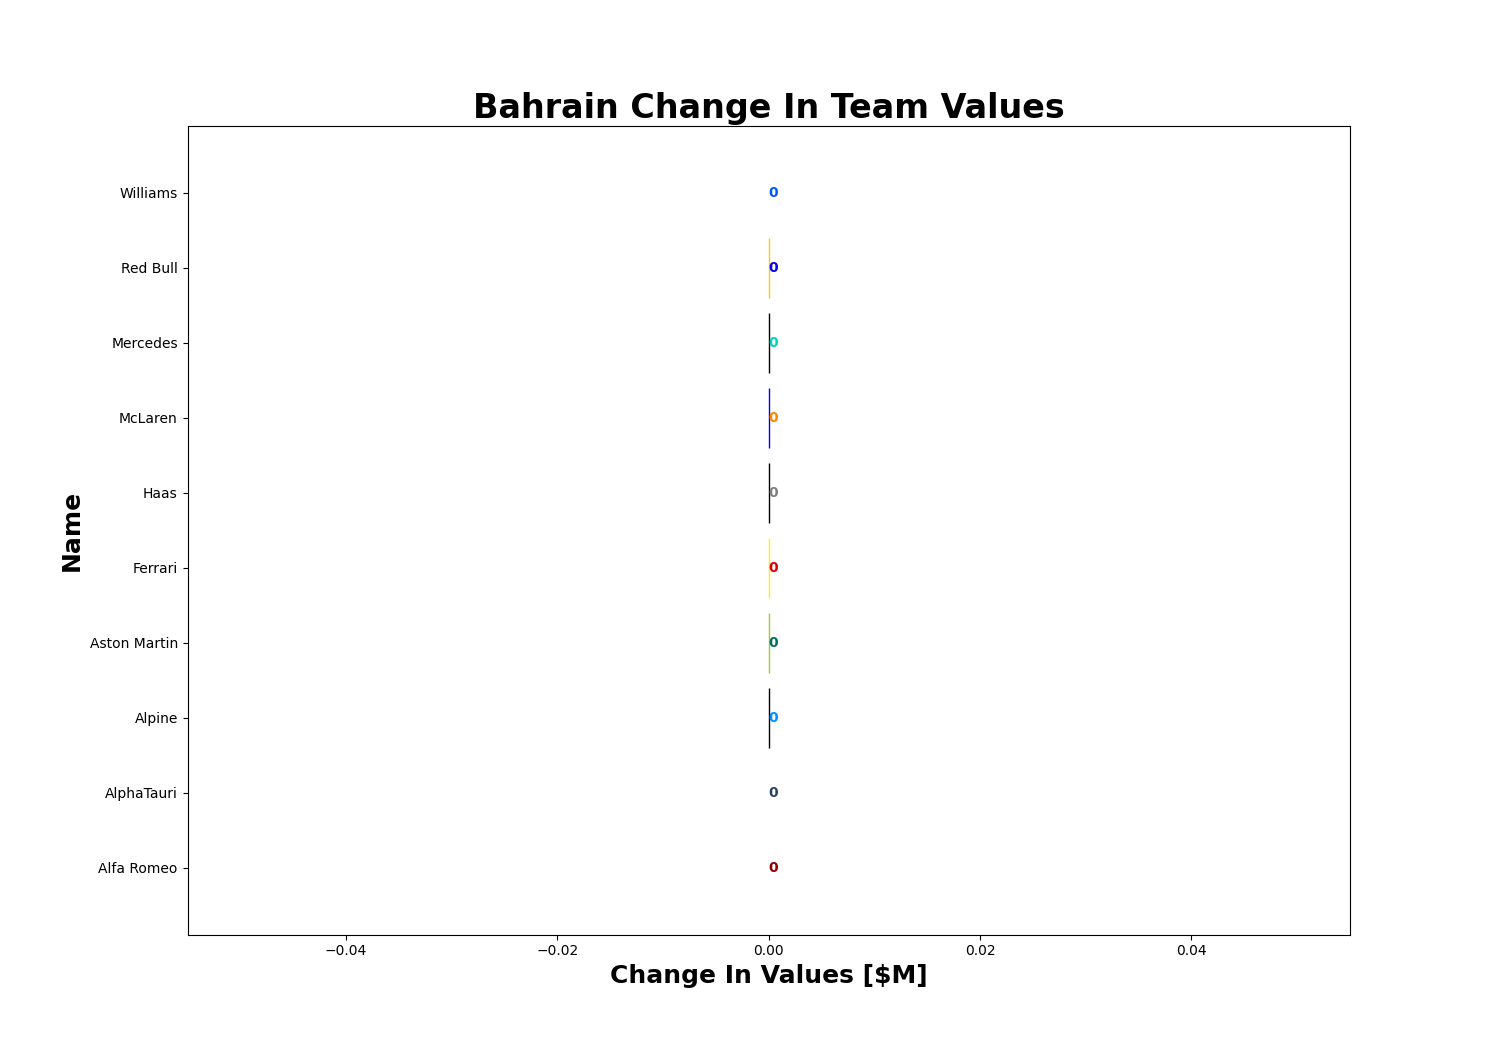 Bahrain Change In Team Values
Williams 0
Red Bull 0
Mercedes 0
McLaren 0
Haas 0
Ferrari 0
Aston Martin 0
Alpine 0
AlphaTauri 0
Alfa Romeo 0
Name
−0.04 −0.02 0.00 0.02 0.04
Change In Values [$M]